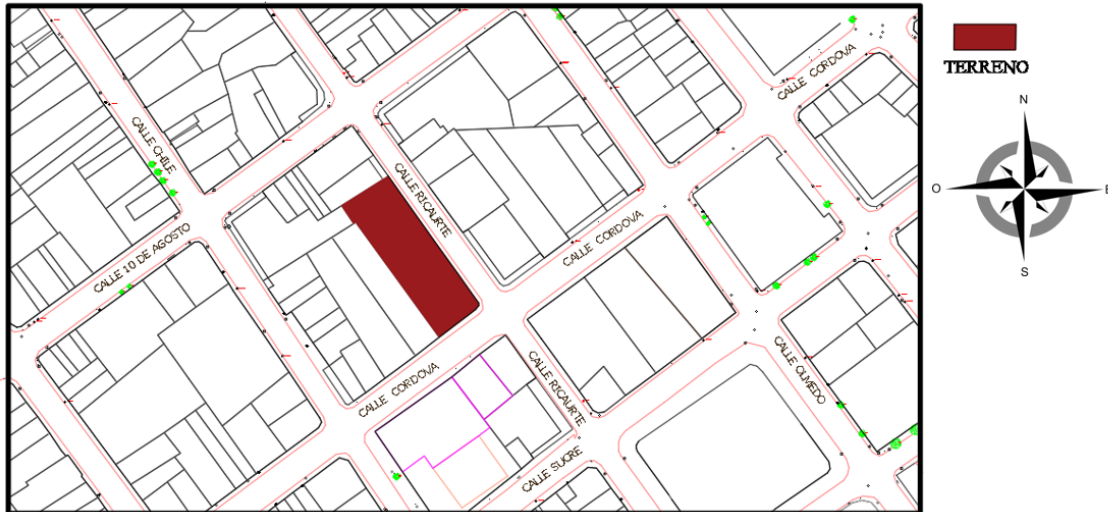 CALLE CORDOVA
TERRENO
N
CALLE CHILE
CALLE RICAURTE
O
E
CALLE CORDOVA
CALLE 10 DE AGOSTO
S
CALLE OLMEDO
CALLE CORDOVA
CALLE RICAURTE
CALLE SUCRE